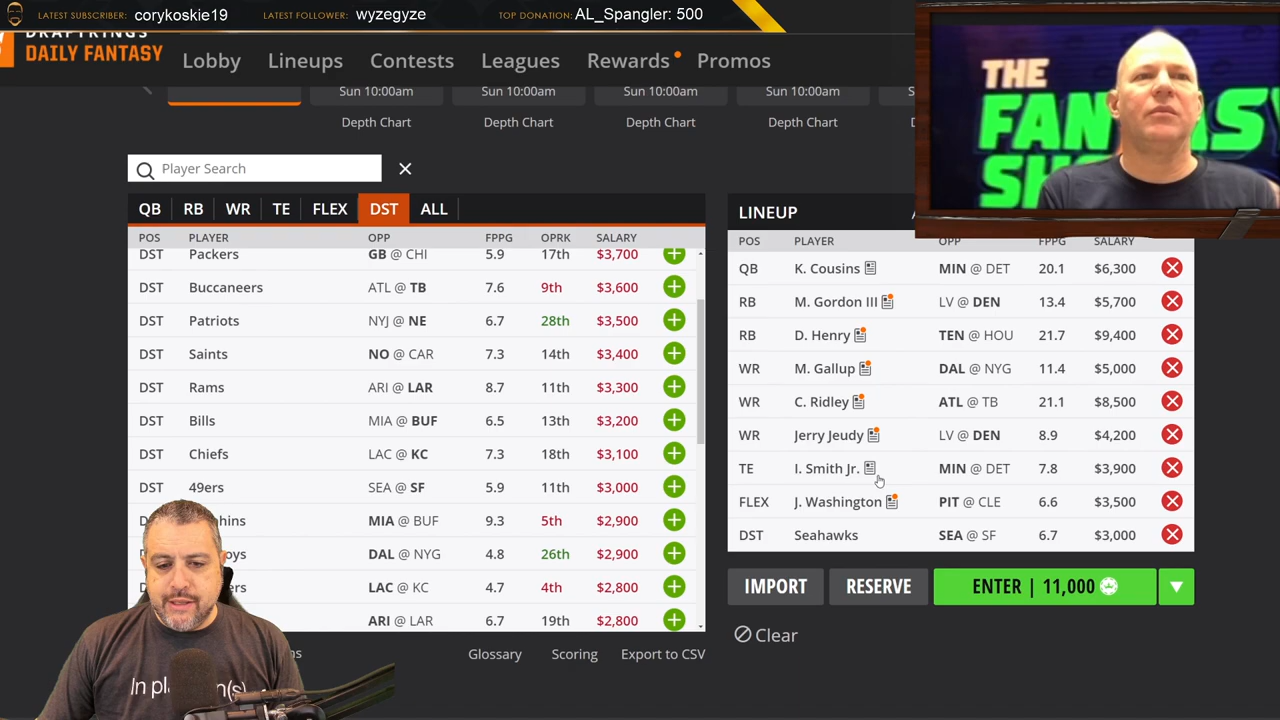 LATEST SUBSCRIBER: corykoskie19 LATEST FOLLOWER: wyzegyze TOP DONATION: AL_Spangler: 500
DRAFTKINGS
DAILY FANTASY Lobby Lineups Contests Leagues Rewards Promos
Sun 10:00am Sun 10:00am Sun 10:00am Sun 10:00am S
Depth Chart Depth Chart Depth Chart Depth Chart D
THE
FANTASY
SH
Player Search
QB RB WR TE FLEX DST ALL
POS PLAYER OPP FPPG OPRK SALARY
DST Packers GB @ CHI 5.9 17th $3,700
DST Buccaneers ATL @ TB 7.6 9th $3,600
DST Patriots NYJ @ NE 6.7 28th $3,500
DST Saints NO @ CAR 7.3 14th $3,400
DST Rams ARI @ LAR 8.7 11th $3,300
DST Bills MIA @ BUF 6.5 13th $3,200
DST Chiefs LAC @ KC 7.3 18th $3,100
DST 49ers SEA @ SF 5.9 11th $3,000
D hins MIA @ BUF 9.3 5th $2,900
oys DAL @ NYG 4.8 26th $2,900
ers LAC @ KC 4.7 4th $2,800
ARI @ LAR 6.7 19th $2,800
ns Glossary Scoring Export to CSV
In pl n(s)
LINEUP
POS PLAYER OPP FPPG SALARY
QB K. Cousins MIN @ DET 20.1 $6,300
RB M. Gordon III LV @ DEN 13.4 $5,700
RB D. Henry TEN @ HOU 21.7 $9,400
WR M. Gallup DAL @ NYG 11.4 $5,000
WR C. Ridley ATL @ TB 21.1 $8,500
WR Jerry Jeudy LV @ DEN 8.9 $4,200
TE I. Smith Jr. MIN @ DET 7.8 $3,900
FLEX J. Washington PIT @ CLE 6.6 $3,500
DST Seahawks SEA @ SF 6.7 $3,000
IMPORT RESERVE ENTER | 11,000
Clear